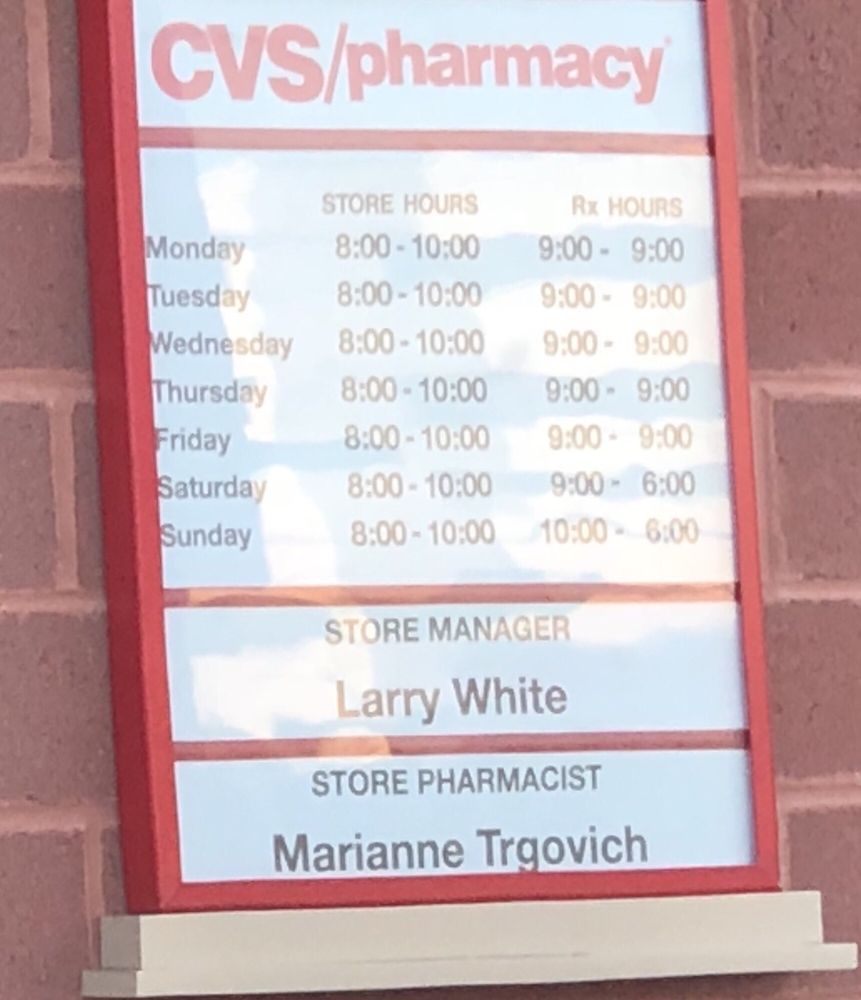 CVS/pharmacy
STORE HOURS Rx HOURS
Monday 8:00 - 10:00 9:00 - 9:00
Tuesday 8:00 - 10:00 9:00 - 9:00
Wednesday 8:00 - 10:00 9:00 - 9:00
Thursday 8:00 - 10:00 9:00 - 9:00
Friday 8:00 - 10:00 9:00 - 9:00
Saturday 8:00 - 10:00 9:00 - 6:00
Sunday 8:00 - 10:00 10:00 - 6:00
STORE MANAGER
Larry White
STORE PHARMACIST
Marianne Trgovich